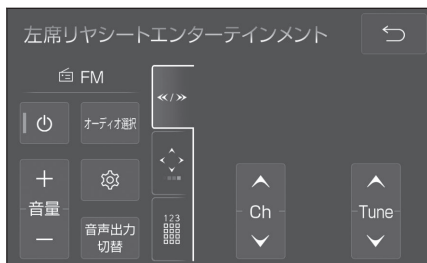 左席リヤシートエンターテインメント
FM
オーディオ選択
音量
音声出力
切替
123
Ch
Tune